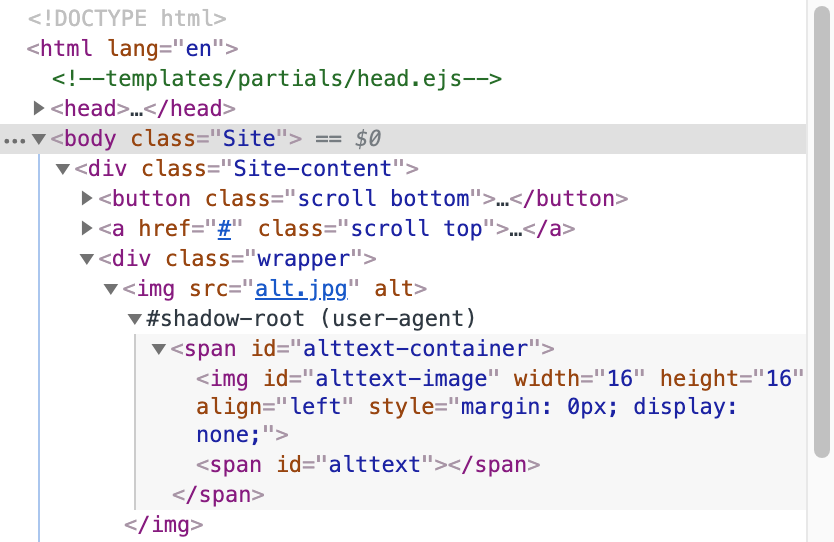 <!DOCTYPE html>
<html lang="en">
<!--templates/partials/head.ejs-->
▶<head>…</head>
…▼<body class="Site"> == $0
▼<div class="Site-content">
▶<button class="scroll bottom">…</button>
▶<a href="#" class="scroll top">…</a>
▼<div class="wrapper">
▼<img src="alt.jpg" alt>
▼#shadow-root (user-agent)
▼<span id="alttext-container">
<img id="alttext-image" width="16" height="16"
align="left" style="margin: 0px; display:
none;">
<span id="alttext"></span>
</span>
</img>